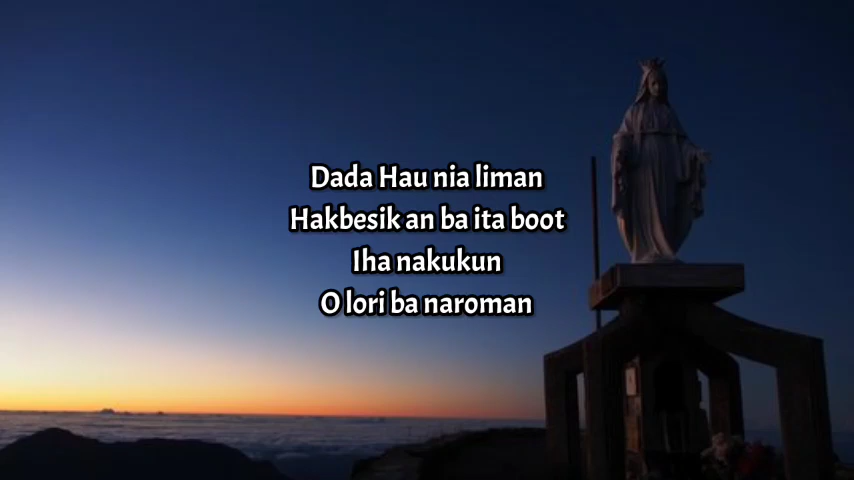 Dada Hau nia liman
Hakbesik an ba ita boot
Iha nakukun
O lori ba naroman